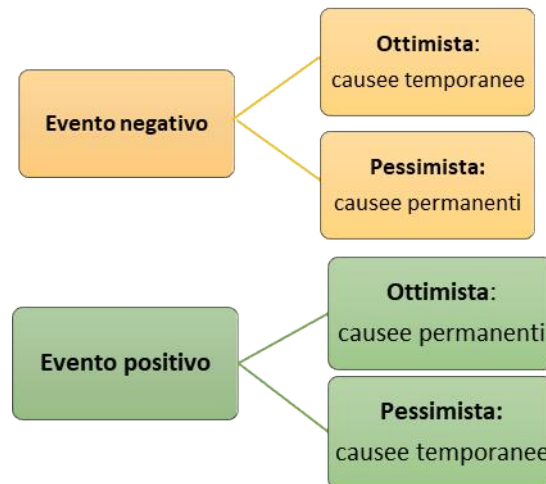 Evento negativo
Ottimista:
causee temporanee
Pessimista:
causee permanenti
Evento positivo
Ottimista:
causee permanenti
Pessimista:
causee temporanee